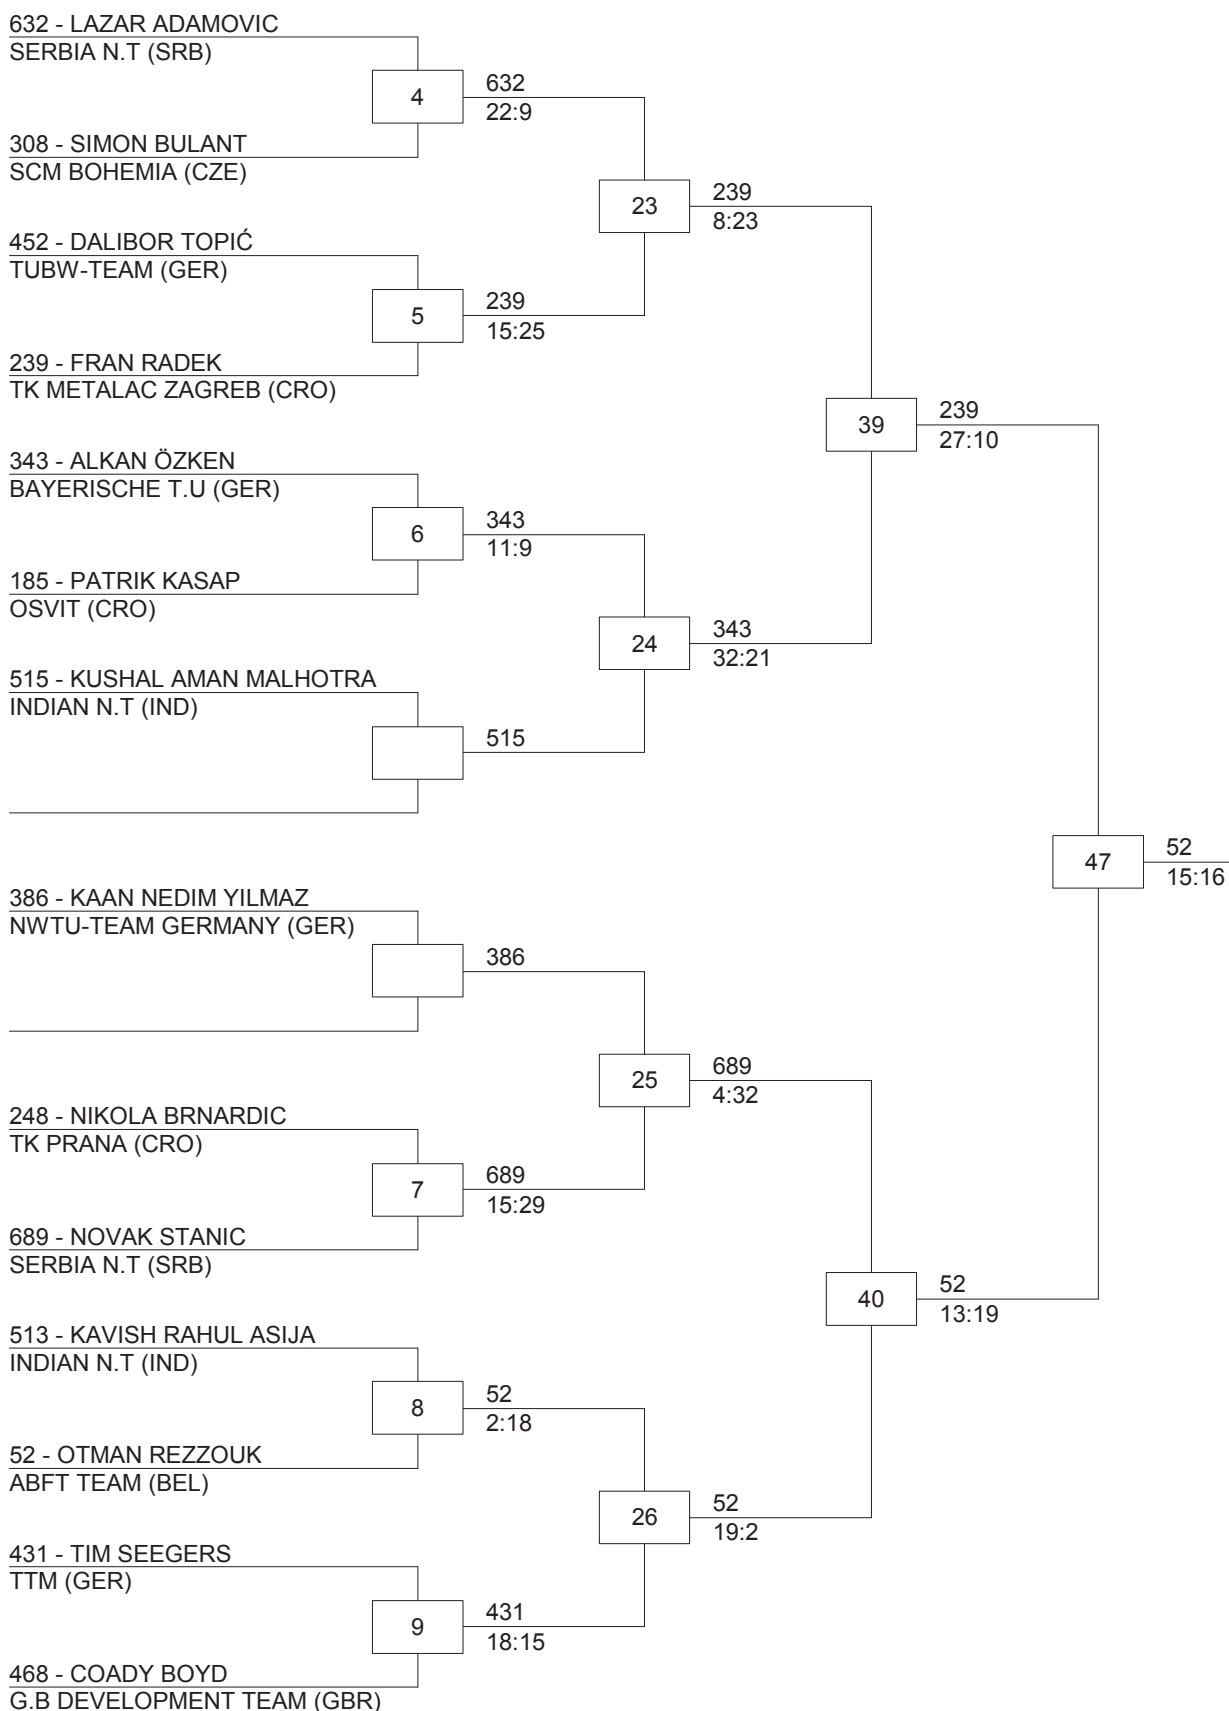 632 - LAZAR ADAMOVIC
SERBIA N.T (SRB)
4
632
22:9
308 - SIMON BULANT
SCM BOHEMIA (CZE)
23
239
8:23
452 - DALIBOR TOPIĆ
TUBW-TEAM (GER)
5
239
15:25
239 - FRAN RADEK
TK METALAC ZAGREB (CRO)
39
239
27:10
343 - ALKAN ÖZKEN
BAYERISCHE T.U (GER)
6
343
11:9
185 - PATRIK KASAP
OSVIT (CRO)
24
343
32:21
515 - KUSHAL AMAN MALHOTRA
INDIAN N.T (IND)
515
47
52
15:16
386 - KAAN NEDIM YILMAZ
NWTU-TEAM GERMANY (GER)
386
25
689
4:32
248 - NIKOLA BRNARDIC
TK PRANA (CRO)
7
689
15:29
689 - NOVAK STANIC
SERBIA N.T (SRB)
40
52
13:19
513 - KAVISH RAHUL ASIJA
INDIAN N.T (IND)
8
52
2:18
52 - OTMAN REZZOUK
ABFT TEAM (BEL)
26
52
19:2
431 - TIM SEEGERS
TTM (GER)
9
431
18:15
468 - COADY BOYD
G.B DEVELOPMENT TEAM (GBR)